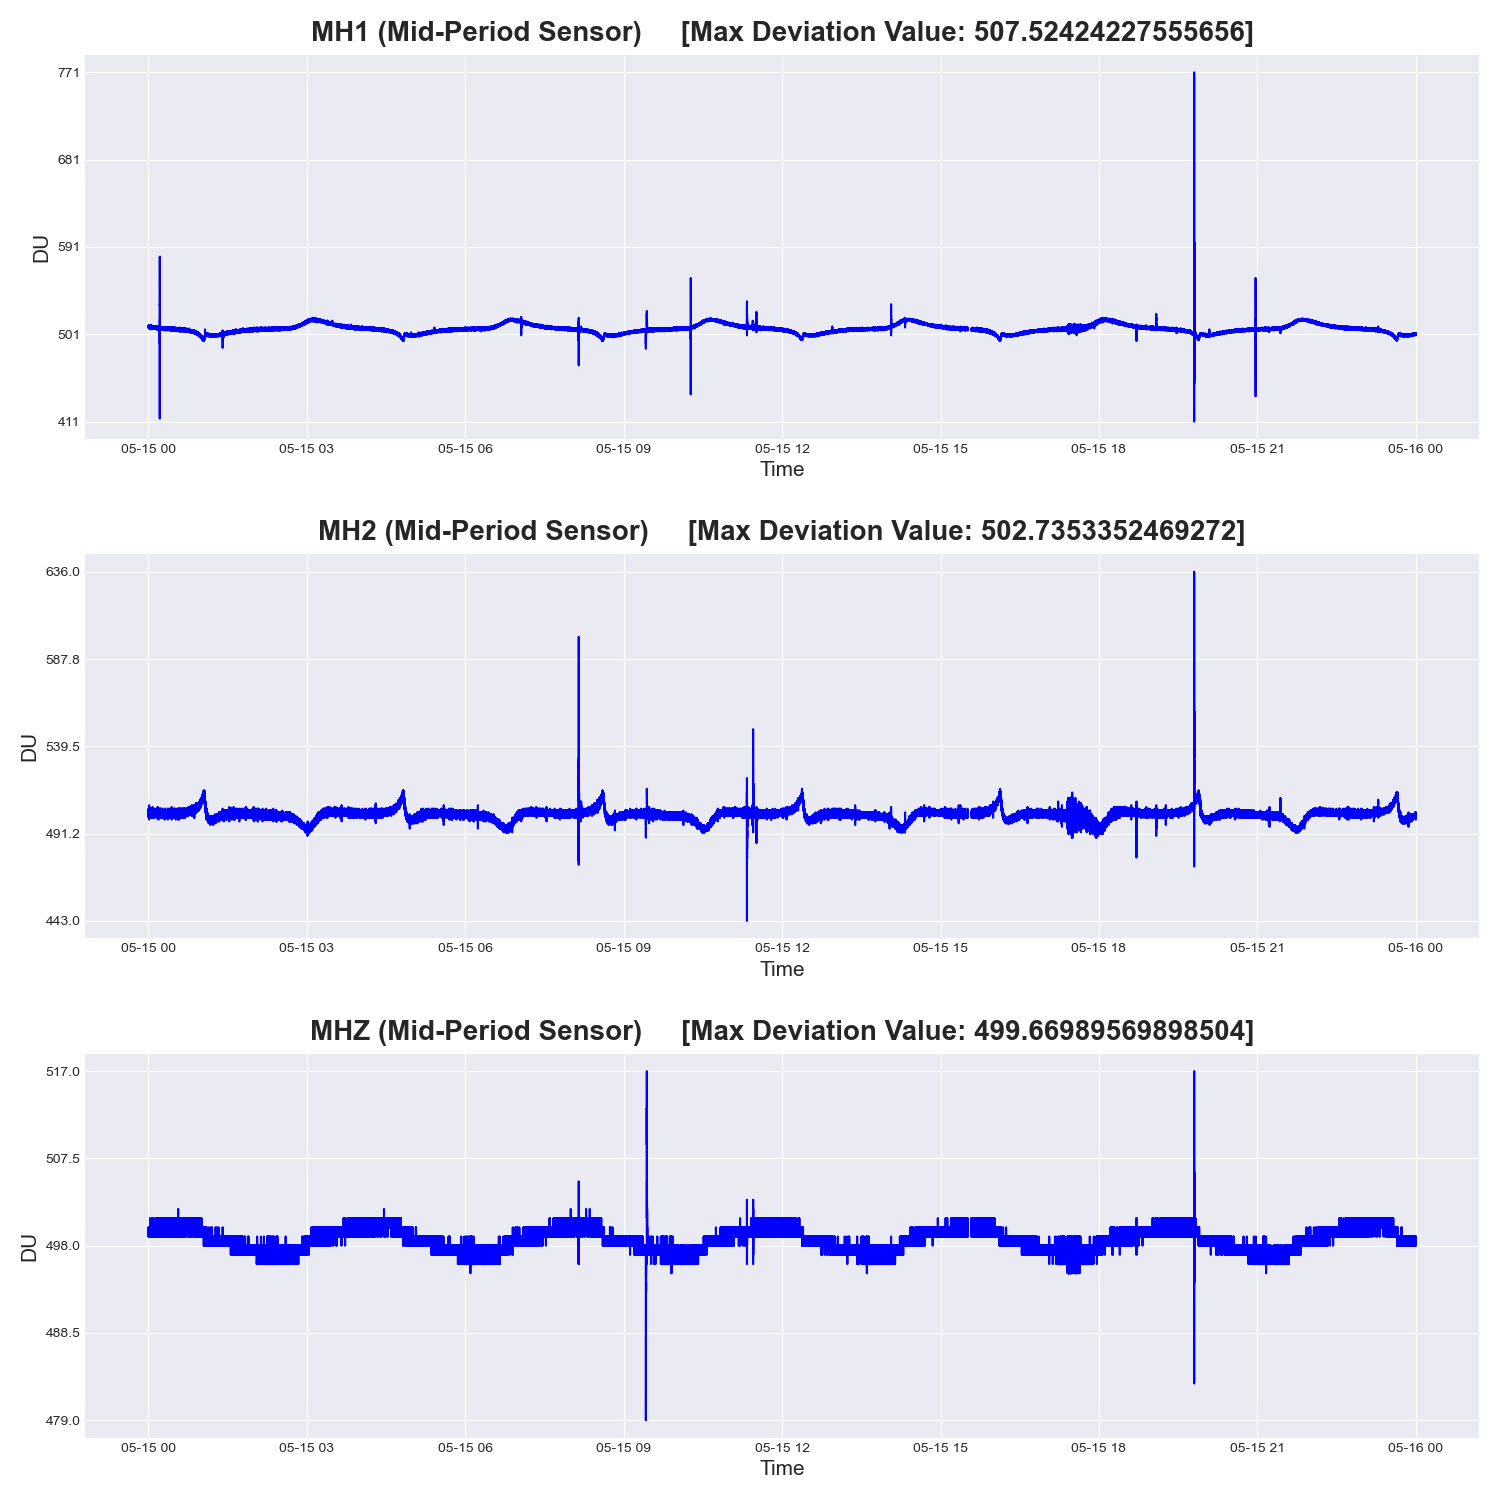 MH1 (Mid-Period Sensor)     [Max Deviation Value: 507.52424227555656]
771
681
591
501
411
DU
05-15 00 05-15 03 05-15 06 05-15 09 05-15 12 05-15 15 05-15 18 05-15 21 05-16 00
Time
MH2 (Mid-Period Sensor)     [Max Deviation Value: 502.7353352469272]
636.0
587.8
539.5
491.2
443.0
DU
05-15 00 05-15 03 05-15 06 05-15 09 05-15 12 05-15 15 05-15 18 05-15 21 05-16 00
Time
MHZ (Mid-Period Sensor)     [Max Deviation Value: 499.66989569898504]
517.0
507.5
498.0
488.5
479.0
DU
05-15 00 05-15 03 05-15 06 05-15 09 05-15 12 05-15 15 05-15 18 05-15 21 05-16 00
Time